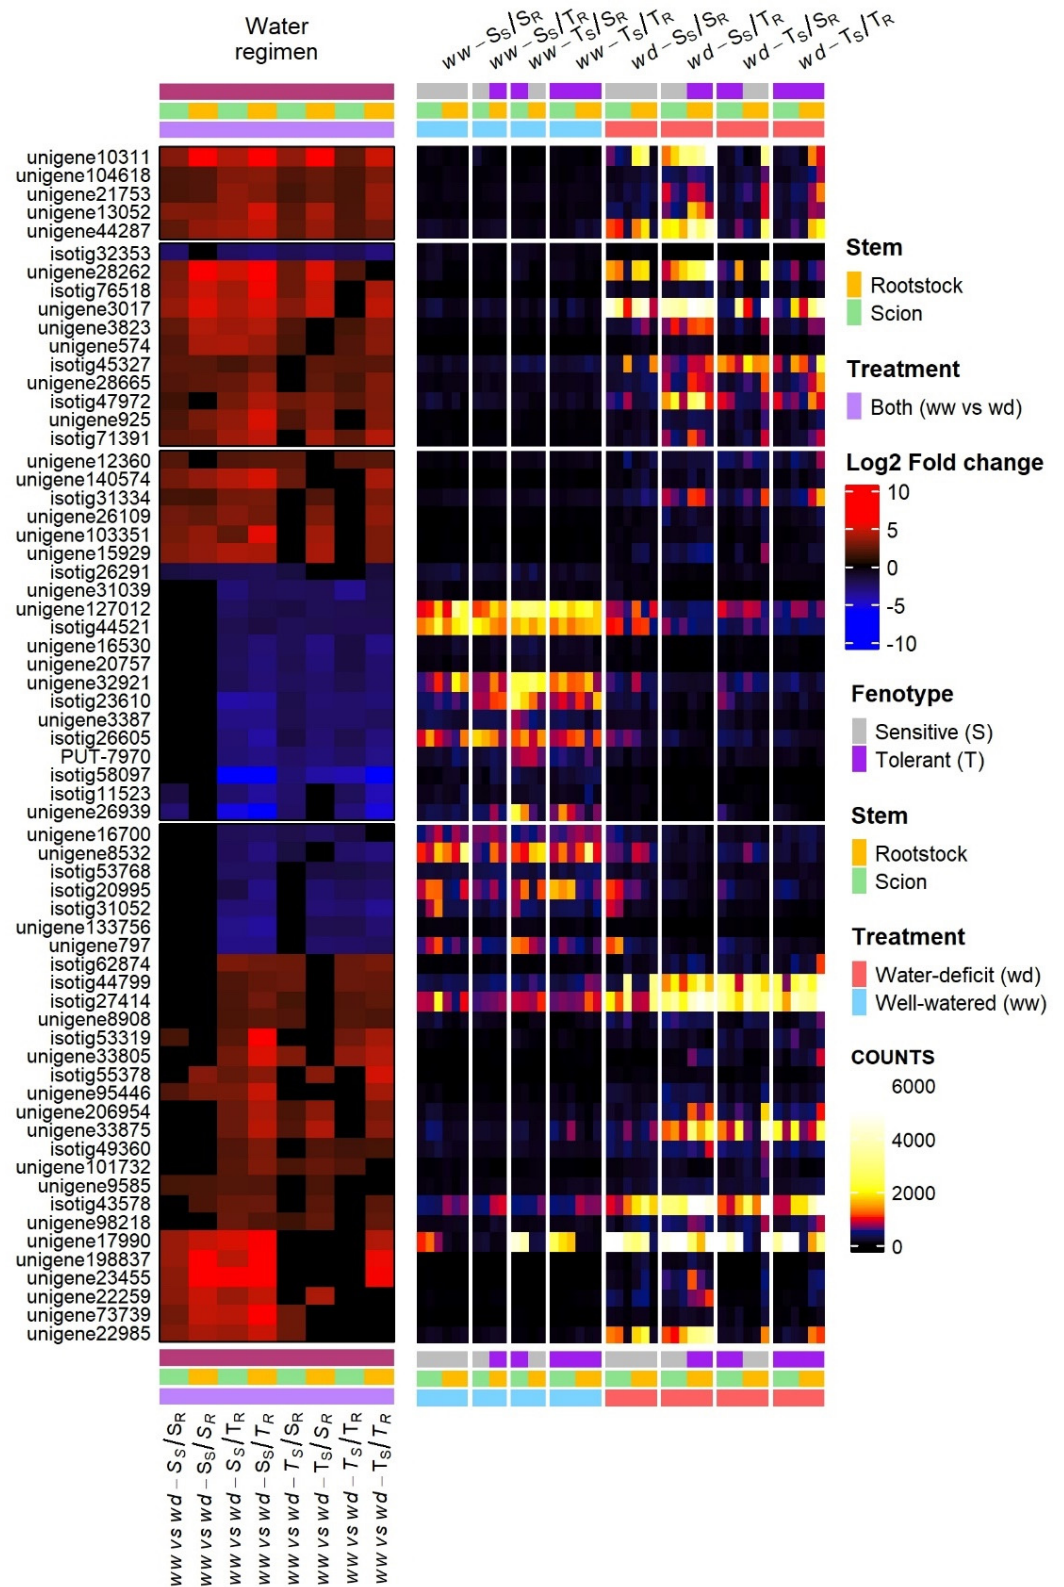 Water
regimen
ww – SS/SR
ww – SS/TR
ww – TS/SR
ww – TS/TR
wd – SS/SR
wd – SS/TR
wd – TS/SR
wd – TS/TR
unigene10311
unigene104618
unigene21753
unigene13052
unigene44287
isotig32353
unigene28262
isotig76518
unigene3017
unigene3823
unigene574
isotig45327
unigene28665
isotig47972
unigene925
isotig71391
unigene12360
unigene140574
isotig31334
unigene26109
unigene103351
unigene15929
isotig26291
unigene31039
unigene127012
isotig44521
unigene16530
unigene20757
unigene32921
isotig23610
unigene3387
isotig26605
PUT-7970
isotig58097
isotig11523
unigene26939
unigene16700
unigene8532
isotig53768
isotig20995
isotig31052
unigene133756
unigene797
isotig62874
isotig44799
isotig27414
unigene8908
isotig53319
unigene33805
isotig55378
unigene95446
unigene206954
unigene33875
isotig49360
unigene101732
unigene9585
isotig43578
unigene98218
unigene17990
unigene198837
unigene23455
unigene22259
unigene73739
unigene22985
ww vs wd – SS/SR
ww vs wd – SS/SR
ww vs wd – SS/TR
ww vs wd – SS/TR
ww vs wd – TS/SR
ww vs wd – TS/SR
ww vs wd – TS/TR
ww vs wd – TS/TR
Stem
Rootstock
Scion
Treatment
Both (ww vs wd)
Log2 Fold change
10
5
0
-5
-10
Fenotype
Sensitive (S)
Tolerant (T)
Stem
Rootstock
Scion
Treatment
Water-deficit (wd)
Well-watered (ww)
COUNTS
6000
4000
2000
0